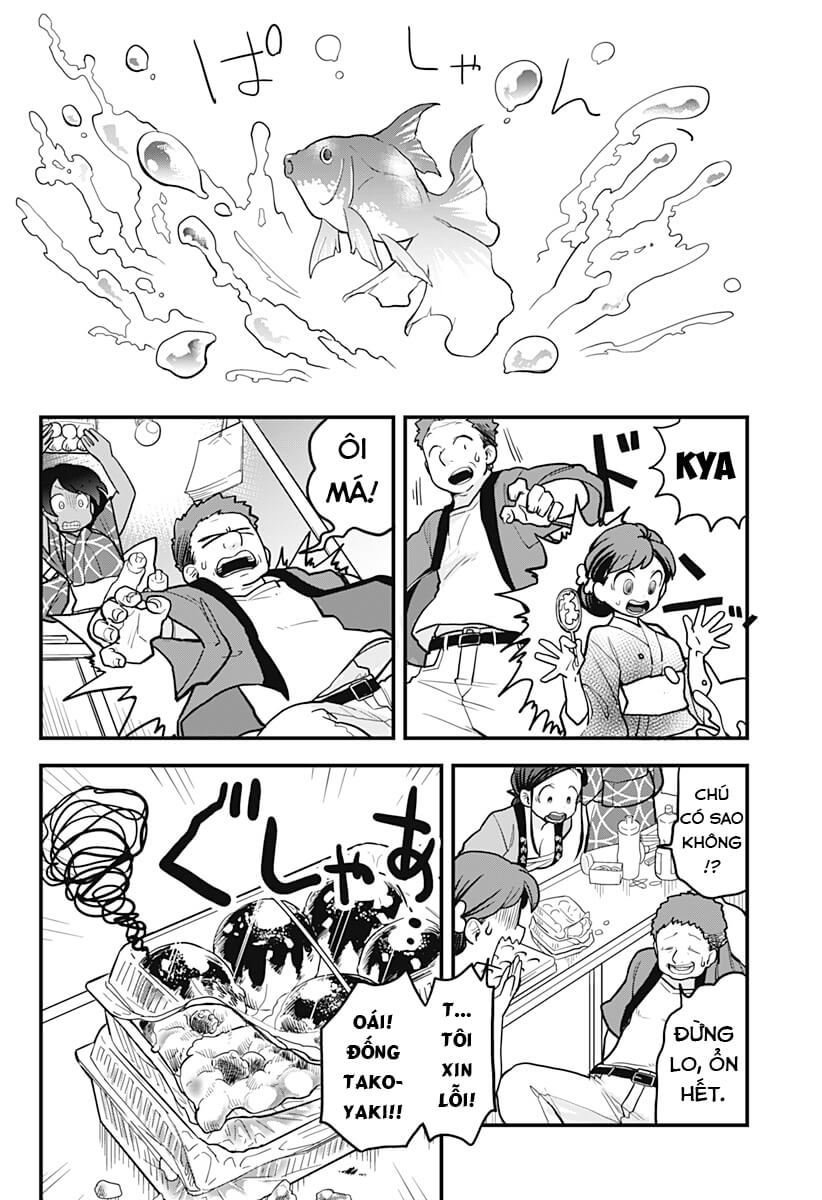 ぱしゃん
KYA
ドン
ÔI
MÁ!
CHÚ
CÓ SAO
KHÔNG
!?
ĐỪNG
LO, ỔN
HẾT.
T...
TÔI
XIN
LỖI!
OÁI!
ĐỐNG
TAKO-
YAKI!!
ぐしゃあ…